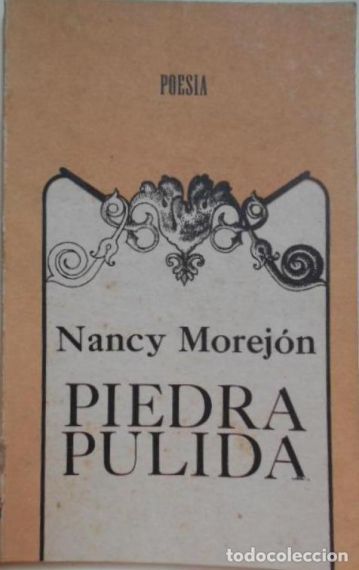 POESIA
Nancy Morejón
PIEDRA
PULIDA
todocoleccion